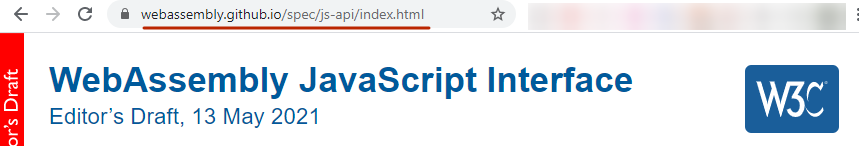 webassembly.github.io/spec/js-api/index.html
WebAssembly JavaScript Interface
Editor's Draft, 13 May 2021
W3C
or's Draft